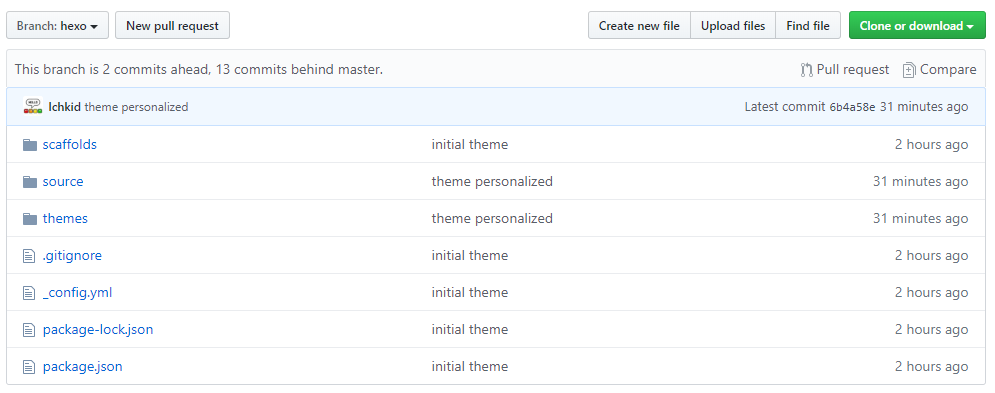 Branch: hexo New pull request Create new file Upload files Find file Clone or download
This branch is 2 commits ahead, 13 commits behind master. Pull request Compare
lchkid theme personalized Latest commit 6b4a58e 31 minutes ago
scaffolds initial theme 2 hours ago
source theme personalized 31 minutes ago
themes theme personalized 31 minutes ago
.gitignore initial theme 2 hours ago
_config.yml initial theme 2 hours ago
package-lock.json initial theme 2 hours ago
package.json initial theme 2 hours ago